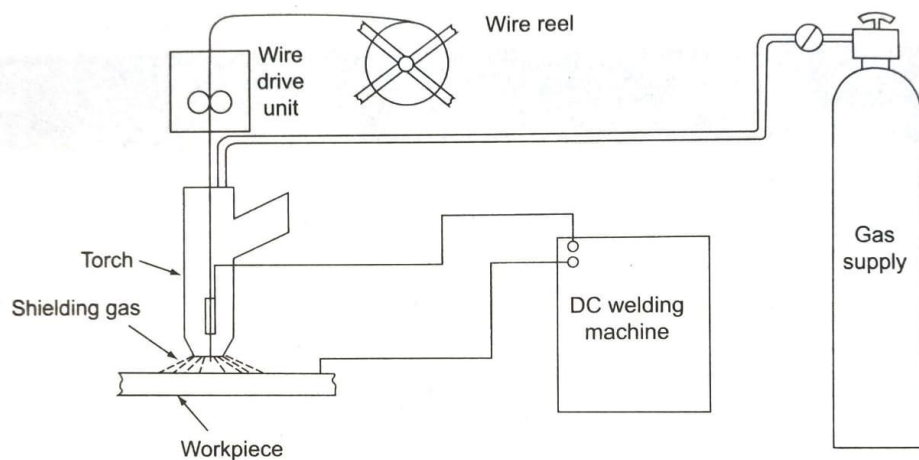 Wire reel
Wire
drive
unit
Torch
Shielding gas
Workpiece
DC welding
machine
Gas
supply